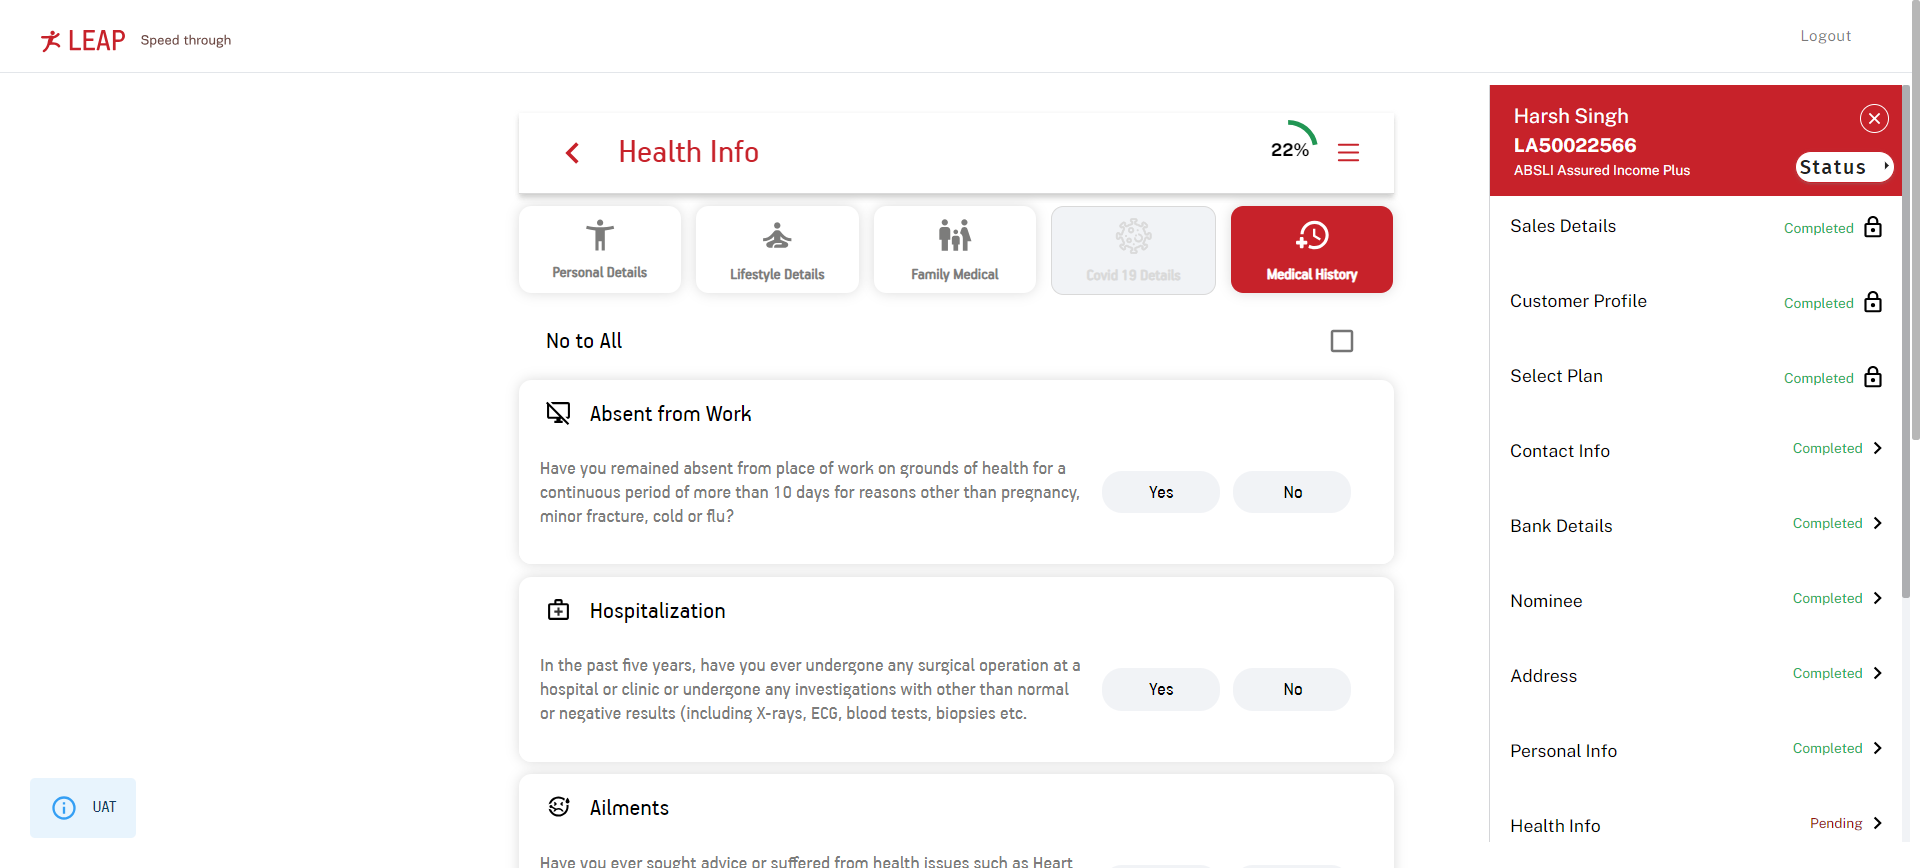 LEAP Speed through
Logout
Health Info
22%
Personal Details
Lifestyle Details
Family Medical
Covid 19 Details
Medical History
No to All
Absent from Work
Have you remained absent from place of work on grounds of health for a
continuous period of more than 10 days for reasons other than pregnancy,
minor fracture, cold or flu?
Yes
No
Hospitalization
In the past five years, have you ever undergone any surgical operation at a
hospital or clinic or undergone any investigations with other than normal
or negative results (including X-rays, ECG, blood tests, biopsies etc.
Yes
No
Ailments
Have you ever sought advice or suffered from health issues such as Heart
UAT
Harsh Singh
LA50022566
ABSLI Assured Income Plus
Status
Sales Details Completed
Customer Profile Completed
Select Plan Completed
Contact Info Completed
Bank Details Completed
Nominee Completed
Address Completed
Personal Info Completed
Health Info Pending